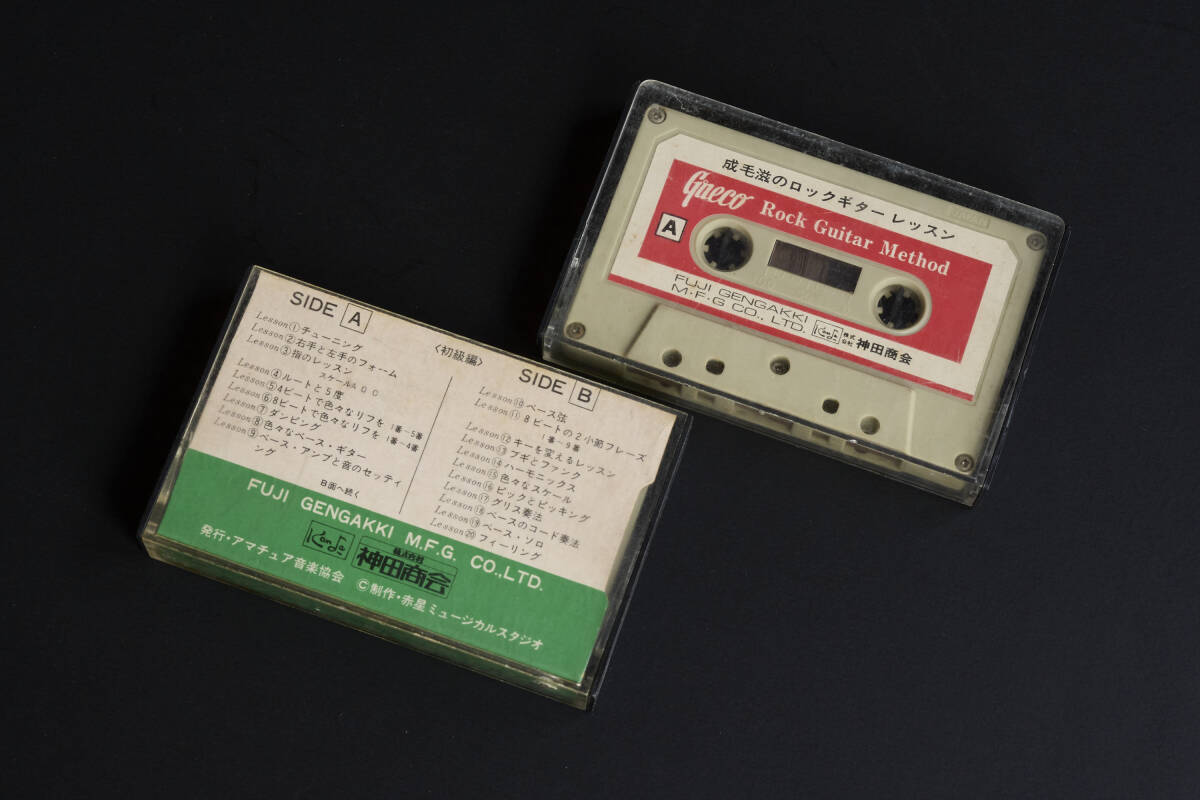 SIDE A
Lesson①チューニング
Lesson②右手と左手のフォーム
Lesson③指のレッスン
スケールA
Lesson④ルートと5度
Lesson⑤4ビートで色々なリフを 1番~5番
Lesson⑥8ビートで色々なリフを 1番~4番
Lesson⑦ダンピング
Lesson⑧色々なベース・ギター
Lesson⑨ベース・アンプと音のセッティ
ング
B面へ続く
〈初級編〉
SIDE B
Lesson⑩ベース弦
Lesson⑪8ビートの2小節フレーズ
1番~9番
Lesson⑫キーを変えるレッスン
Lesson⑬ブギとファンク
Lesson⑭ハーモニックス
Lesson⑮色々なスケール
Lesson⑯ピックとピッキング
Lesson⑰グリス奏法
Lesson⑱ベースのコード奏法
Lesson⑲ベース・ソロ
Lesson⑳フィーリング
FUJI GENGAKKI M.F.G. CO.,LTD.
Kanda 株式会社 神田商会
発行・アマチュア音楽協会 ©制作・赤星ミュージカルスタジオ
成毛滋のロックギターレッスン
Greco Rock Guitar Method
A
FUJI GENGAKKI
M・F・G CO., LTD. Kanda 株式会社 神田商会
JAPAN